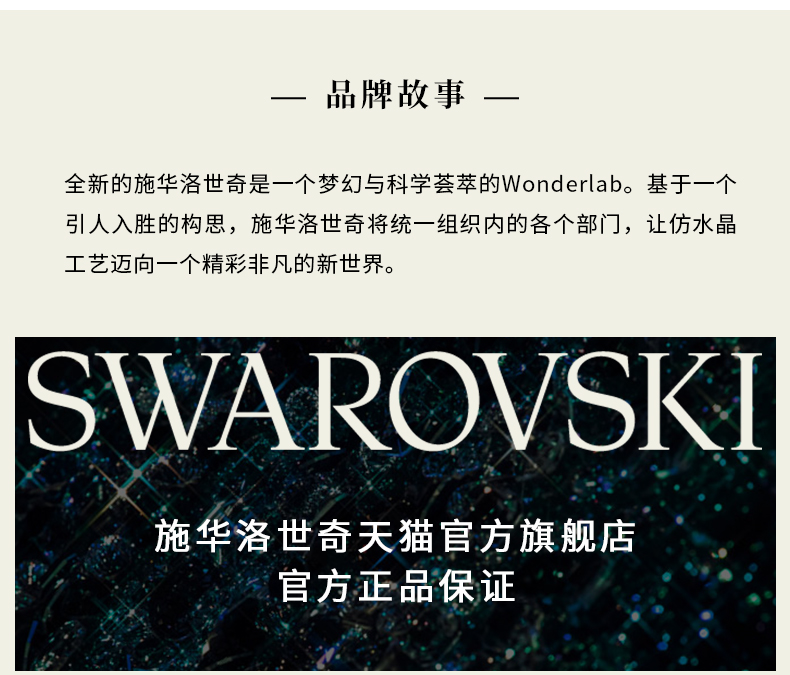 — 品牌故事 —
全新的施华洛世奇是一个梦幻与科学荟萃的Wonderlab。基于一个
引人入胜的构思，施华洛世奇将统一组织内的各个部门，让仿水晶
工艺迈向一个精彩非凡的新世界。
SWAROVSKI
施华洛世奇天猫官方旗舰店
官方正品保证